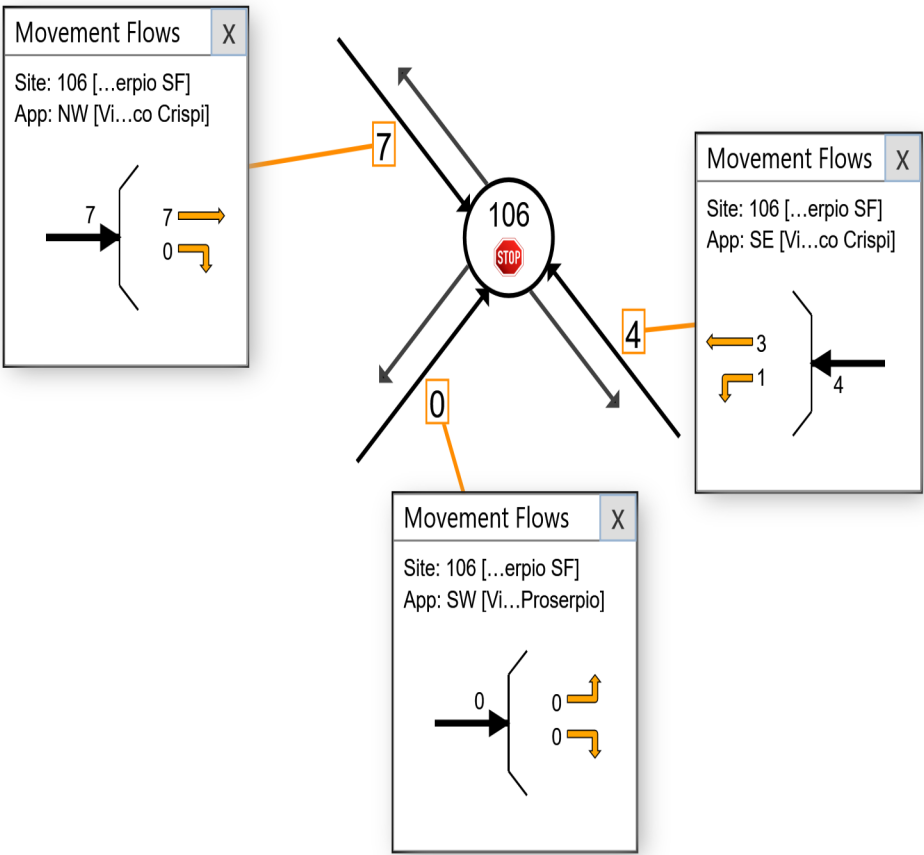 Movement Flows X
Site: 106 [...erpio SF]
App: NW [Vi...co Crispi]
7
7
0
7
106
STOP
4
0
Movement Flows X
Site: 106 [...erpio SF]
App: SE [Vi...co Crispi]
3
1
4
Movement Flows X
Site: 106 [...erpio SF]
App: SW [Vi...Proserpio]
0
0
0